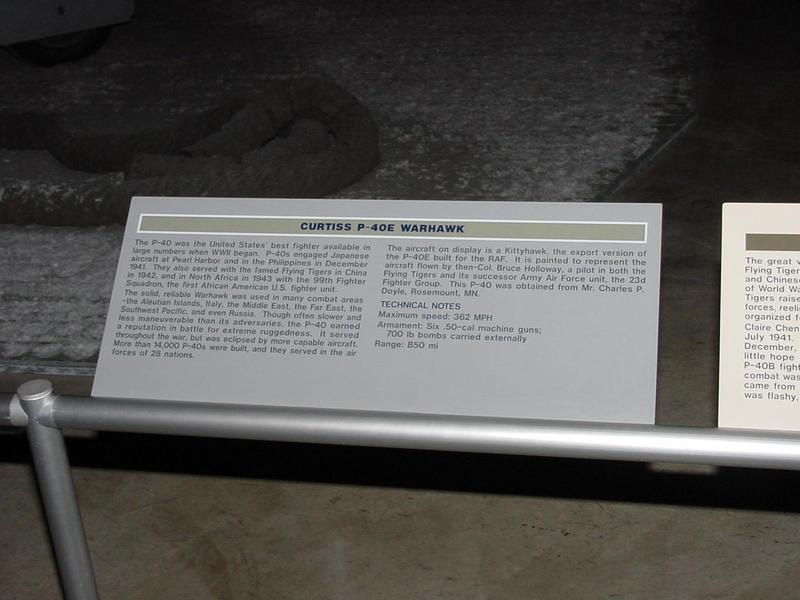 CURTISS P-40E WARHAWK
The P-40 was the United States' best fighter available in
large numbers when WWII began. P-40s engaged Japanese
aircraft at Pearl Harbor and in the Philippines in December
1941. They also served with the famed Flying Tigers in China
in 1942, and in North Africa in 1943 with the 99th Fighter
Squadron, the first African American U.S. fighter unit.
The solid, reliable Warhawk was used in many combat areas
-the Aleutian Islands, Italy, the Middle East, the Far East, the
Southwest Pacific, and even Russia. Though often slower and
less maneuverable than its adversaries, the P-40 earned
a reputation in battle for extreme ruggedness. It served
throughout the war, but was eclipsed by more capable aircraft.
More than 14,000 P-40s were built, and they served in the air
forces of 28 nations.
The aircraft on display is a Kittyhawk, the export version of
the P-40E built for the RAF. It is painted to represent the
aircraft flown by then-Col. Bruce Holloway, a pilot in both the
Flying Tigers and its successor Army Air Force unit, the 23d
Fighter Group. This P-40 was obtained from Mr. Charles P.
Doyle, Rosemount, MN.
TECHNICAL NOTES
Maximum speed: 362 MPH
Armament: Six .50-cal machine guns;
700 lb bombs carried externally
Range: 850 mi
The great
Flying Tiger
and Chines
of World Wa
Tigers raise
forces, reeli
organized f
Claire Chen
July 1941.
December,
little hope
P-40B fight
combat was
came from
was flashy,